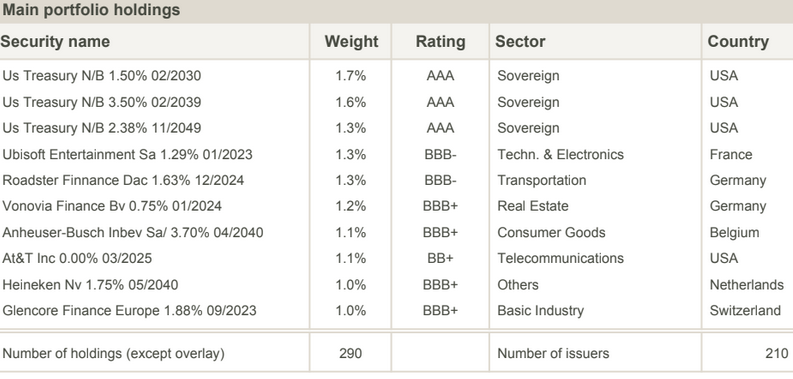 Main portfolio holdings
Security name Weight Rating Sector Country
Us Treasury N/B 1.50% 02/2030 1.7% AAA Sovereign USA
Us Treasury N/B 3.50% 02/2039 1.6% AAA Sovereign USA
Us Treasury N/B 2.38% 11/2049 1.3% AAA Sovereign USA
Ubisoft Entertainment Sa 1.29% 01/2023 1.3% BBB- Techn. & Electronics France
Roadster Finnance Dac 1.63% 12/2024 1.3% BBB- Transportation Germany
Vonovia Finance Bv 0.75% 01/2024 1.2% BBB+ Real Estate Germany
Anheuser-Busch Inbev Sa/ 3.70% 04/2040 1.1% BBB+ Consumer Goods Belgium
At&T Inc 0.00% 03/2025 1.1% BB+ Telecommunications USA
Heineken Nv 1.75% 05/2040 1.0% BBB+ Others Netherlands
Glencore Finance Europe 1.88% 09/2023 1.0% BBB+ Basic Industry Switzerland
Number of holdings (except overlay) 290 Number of issuers 210